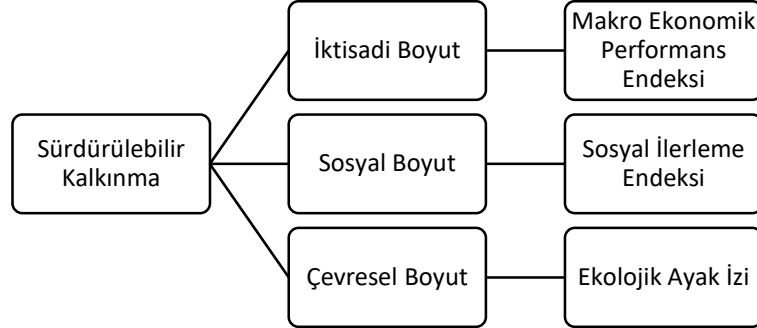 Sürdürülebilir
Kalkınma
İktisadi Boyut
Makro Ekonomik
Performans
Endeksi
Sosyal Boyut
Sosyal İlerleme
Endeksi
Çevresel Boyut
Ekolojik Ayak İzi